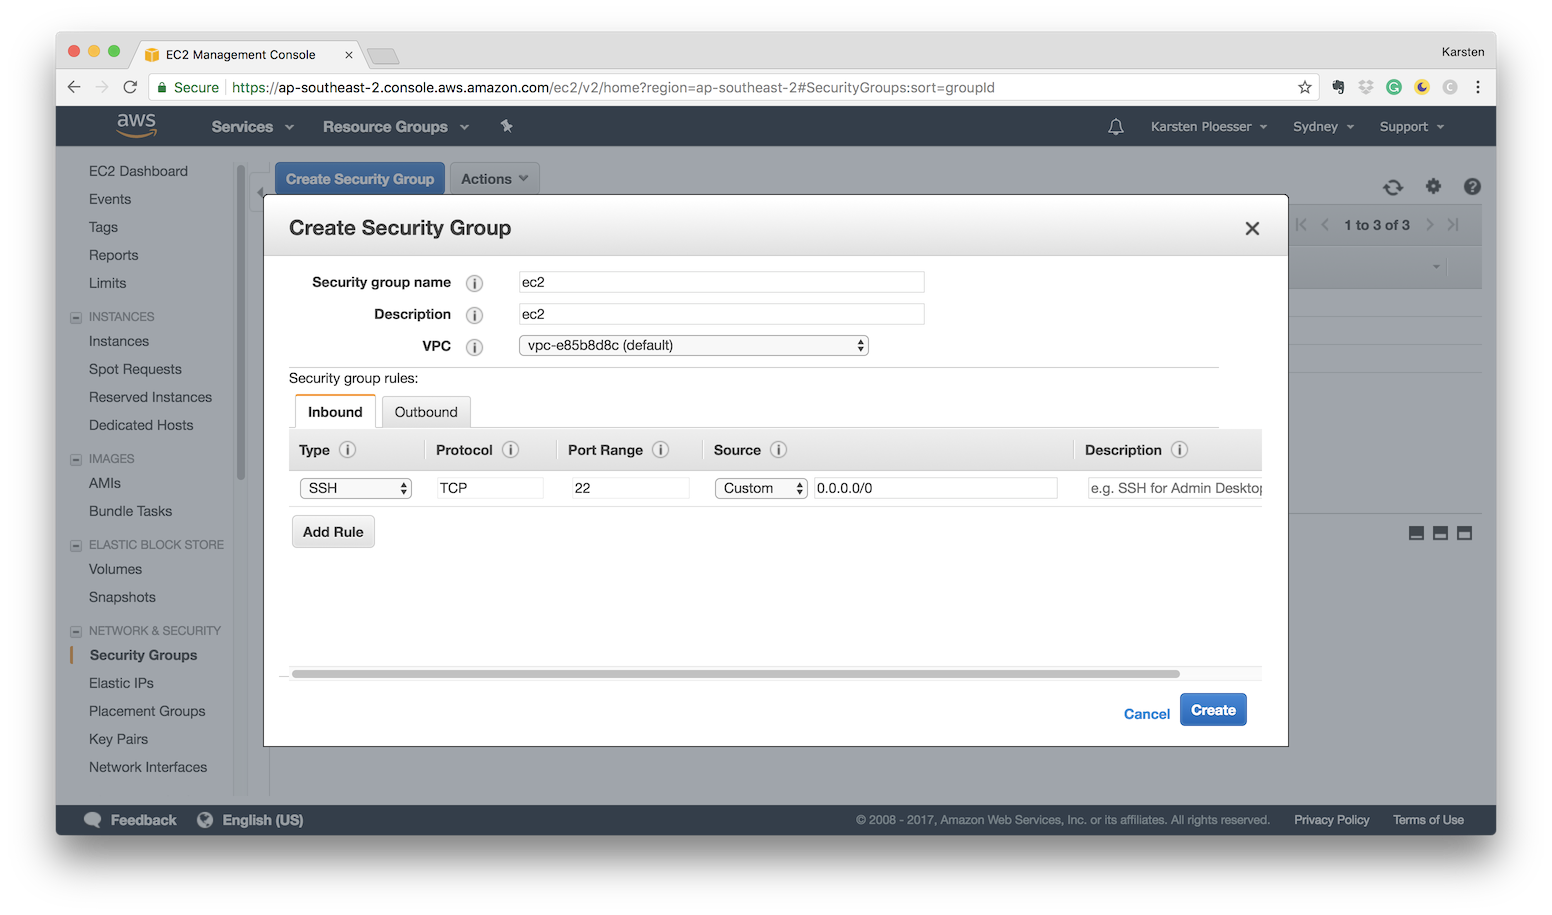 EC2 Management Console
Karsten
Secure https://ap-southeast-2.console.aws.amazon.com/ec2/v2/home?region=ap-southeast-2#SecurityGroups:sort=groupId
aws Services Resource Groups Karsten Ploesser Sydney Support
EC2 Dashboard
Events
Tags
Reports
Limits
INSTANCES
Instances
Spot Requests
Reserved Instances
Dedicated Hosts
IMAGES
AMIs
Bundle Tasks
ELASTIC BLOCK STORE
Volumes
Snapshots
NETWORK & SECURITY
Security Groups
Elastic IPs
Placement Groups
Key Pairs
Network Interfaces
Create Security Group Actions
1 to 3 of 3
Create Security Group
Security group name ec2
Description ec2
VPC vpc-e85b8d8c (default)
Security group rules:
Inbound Outbound
Type Protocol Port Range Source Description
SSH TCP 22 Custom 0.0.0.0/0 e.g. SSH for Admin Desktop
Add Rule
Cancel Create
Feedback English (US) © 2008 - 2017, Amazon Web Services, Inc. or its affiliates. All rights reserved. Privacy Policy Terms of Use